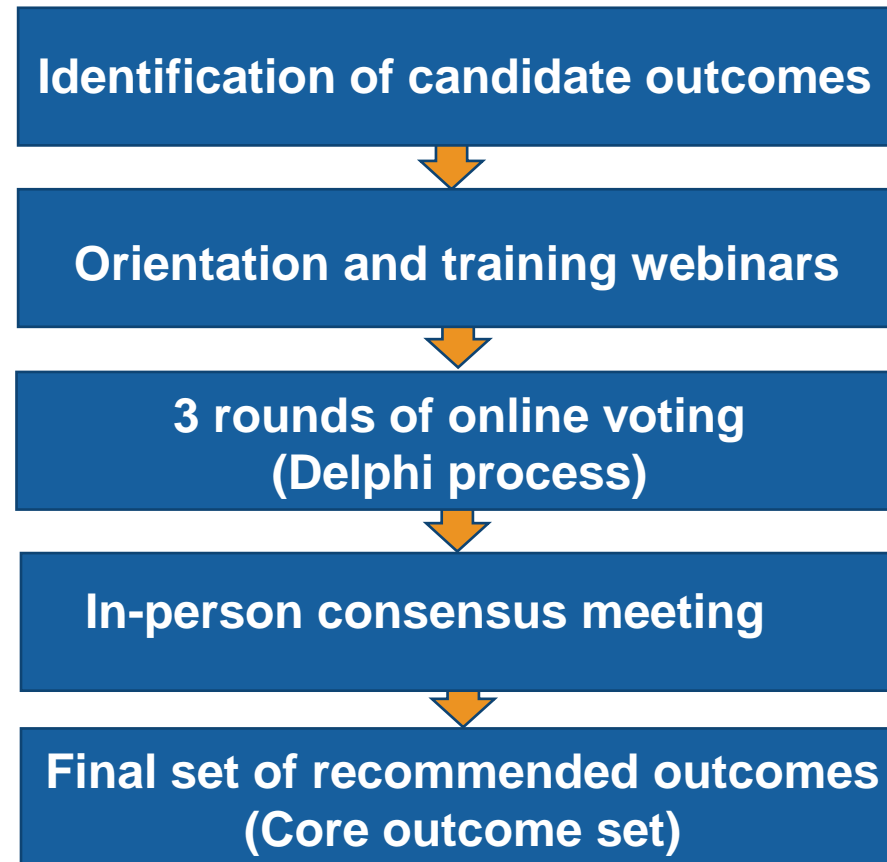 Identification of candidate outcomes
Orientation and training webinars
3 rounds of online voting
(Delphi process)
In-person consensus meeting
Final set of recommended outcomes
(Core outcome set)